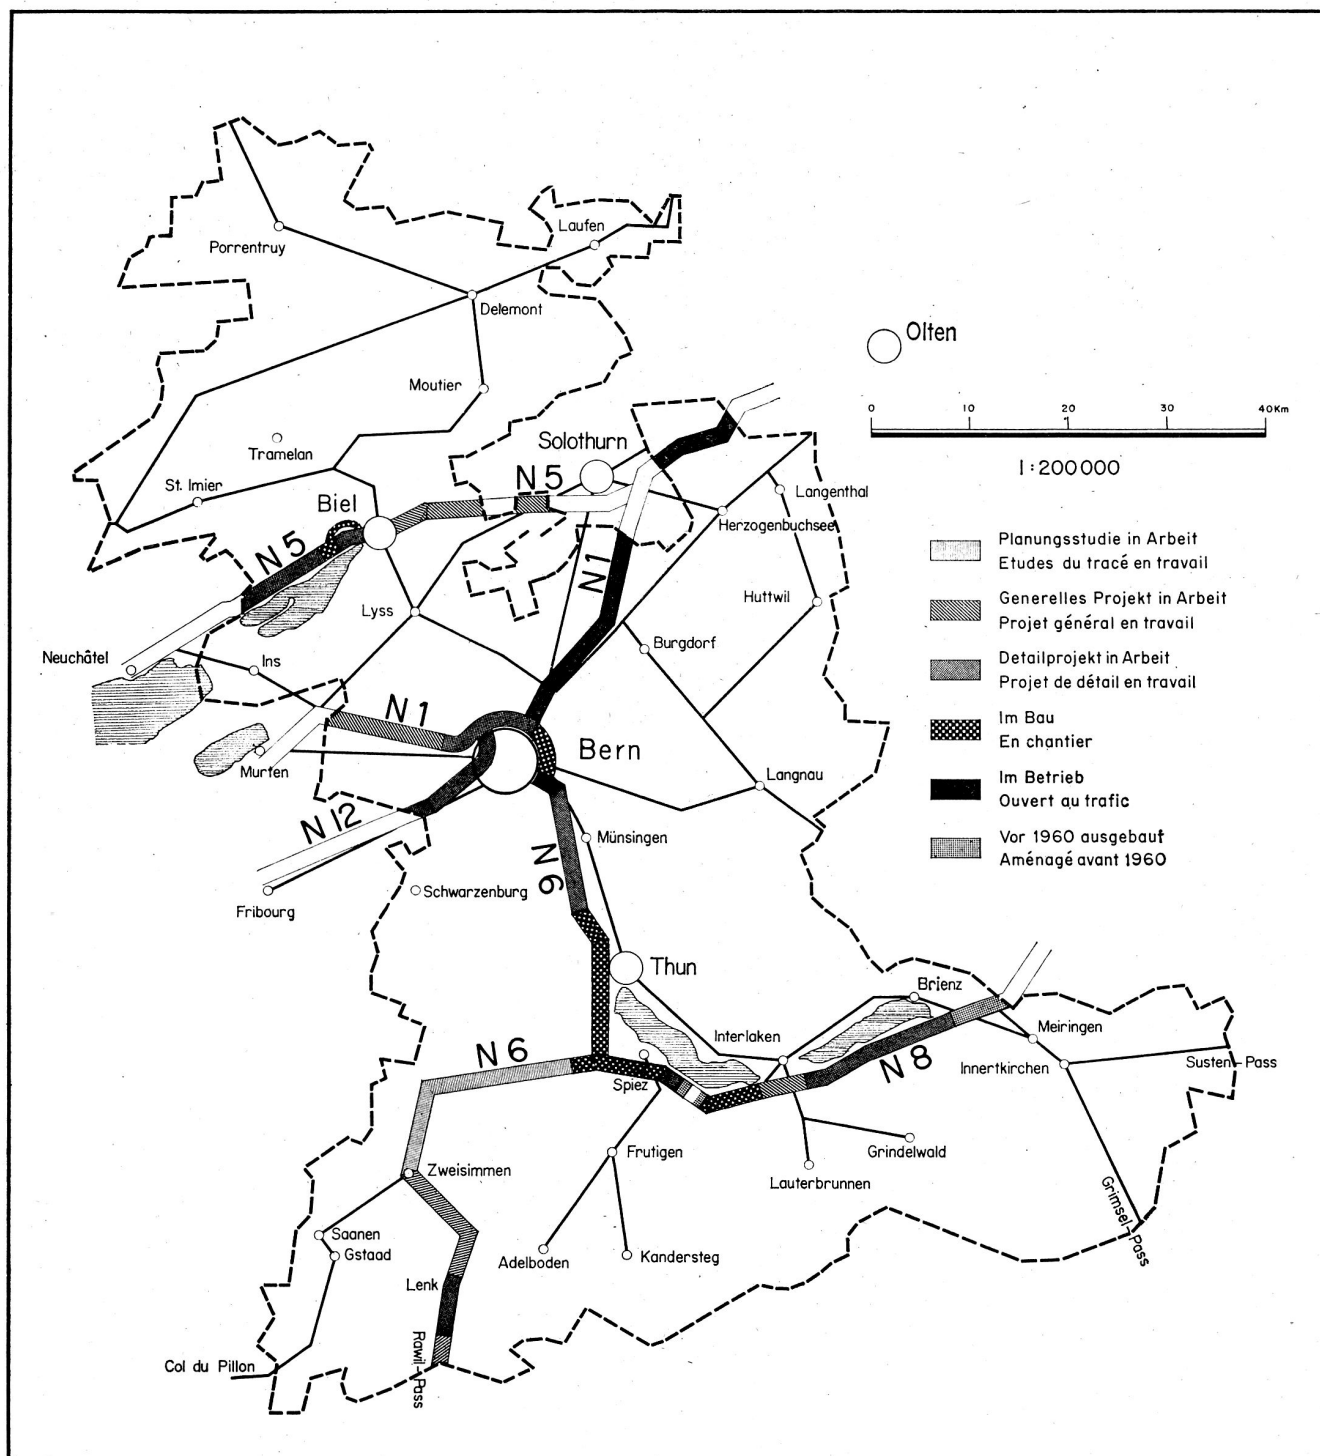 Porrentruy
Laufen
Delemont
Olten
Moutier
0 10 20 30 40 Km
1 : 200 000
Solothurn
Tramelan
N 5
St. Imier
Biel
Langenthal
Herzogenbuchsee
N 5
N 1
Planungsstudie in Arbeit
Etudes du tracé en travail
Lyss
Huttwil
Generelles Projekt in Arbeit
Projet général en travail
Neuchâtel
Ins
Burgdorf
Detailprojekt in Arbeit
Projet de détail en travail
N 1
Bern
Im Bau
En chantier
Murten
Langnau
Im Betrieb
Ouvert au trafic
N 12
Münsingen
Vor 1960 ausgebaut
Aménagé avant 1960
N 6
Schwarzenburg
Fribourg
Thun
Brienz
Interlaken
Meiringen
N 6
N 8
Innertkirchen
Susten-Pass
Spiez
Frutigen
Grindelwald
Zweisimmen
Lauterbrunnen
Grimsel-Pass
Saanen
Gstaad
Adelboden
Kandersteg
Lenk
Rawil-Pass
Col du Pillon